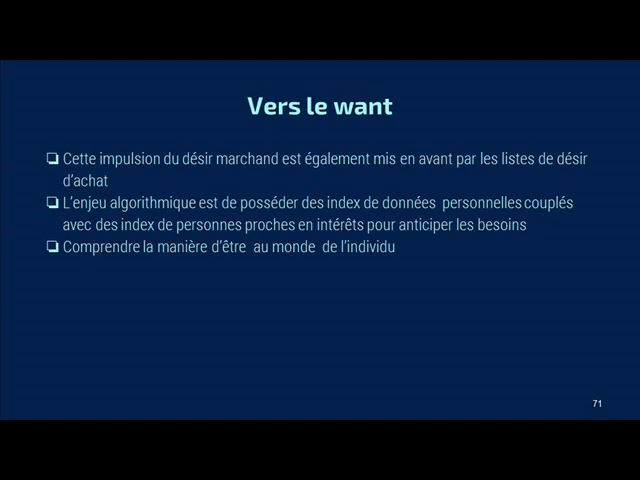 Vers le want
❏ Cette impulsion du désir marchand est également mis en avant par les listes de désir
d’achat
❏ L’enjeu algorithmique est de posséder des index de données personnelles couplés
avec des index de personnes proches en intérêts pour anticiper les besoins
❏ Comprendre la manière d’être au monde de l’individu
71